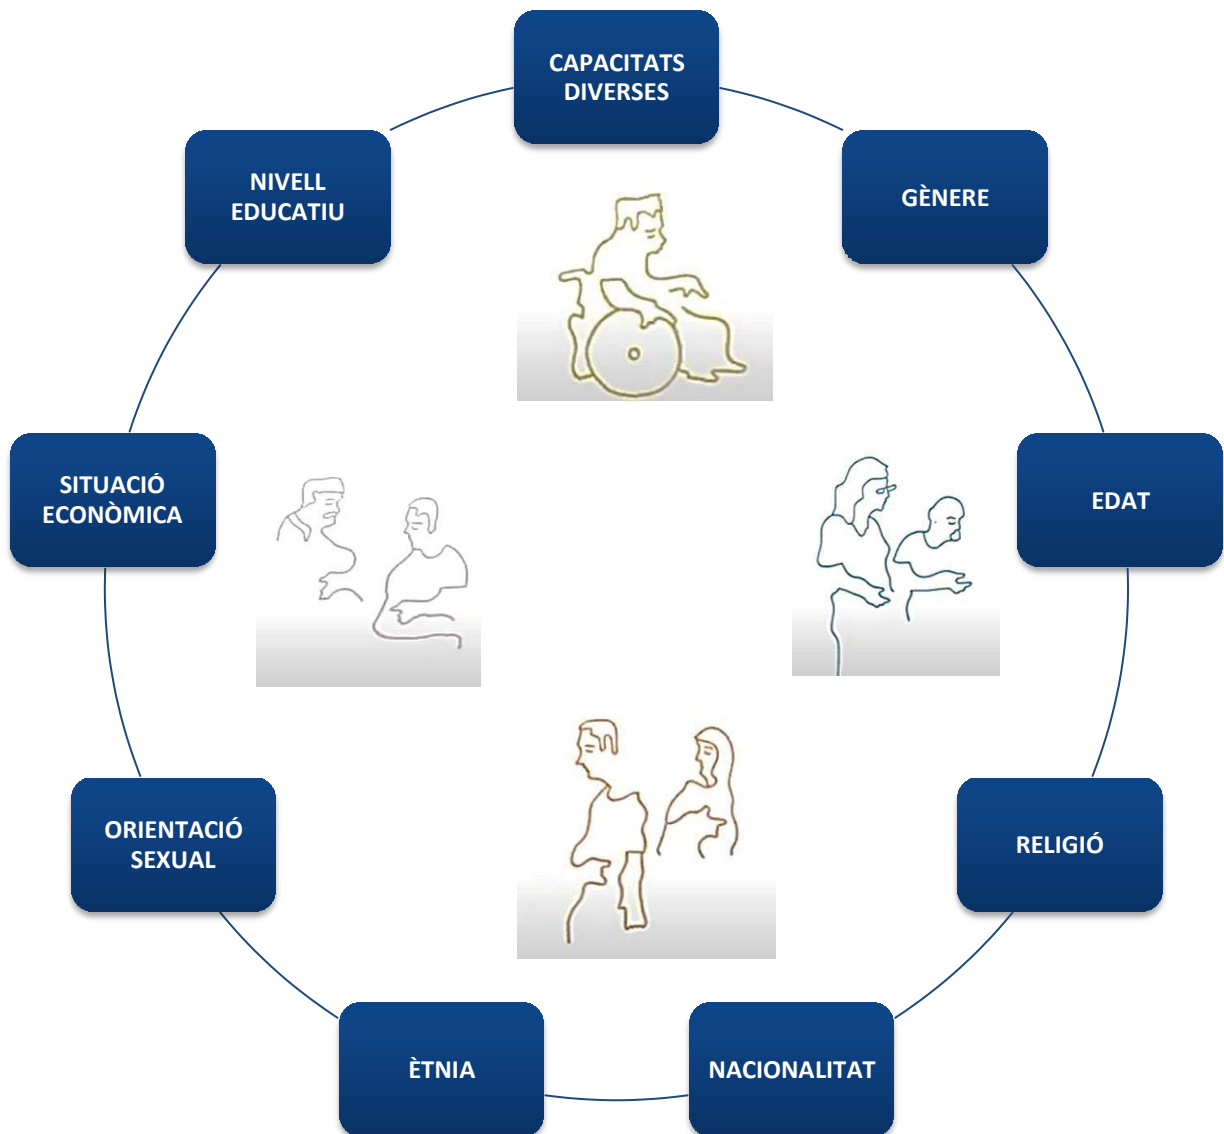 CAPACITATS
DIVERSES
GÈNERE
EDAT
RELIGIÓ
NACIONALITAT
ÈTNIA
ORIENTACIÓ
SEXUAL
SITUACIÓ
ECONÒMICA
NIVELL
EDUCATIU